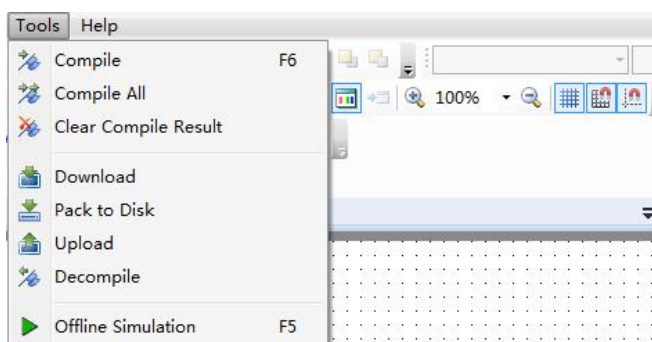 Tools Help
Compile F6
Compile All
100%
Clear Compile Result
Download
Pack to Disk
Upload
Decompile
Offline Simulation F5